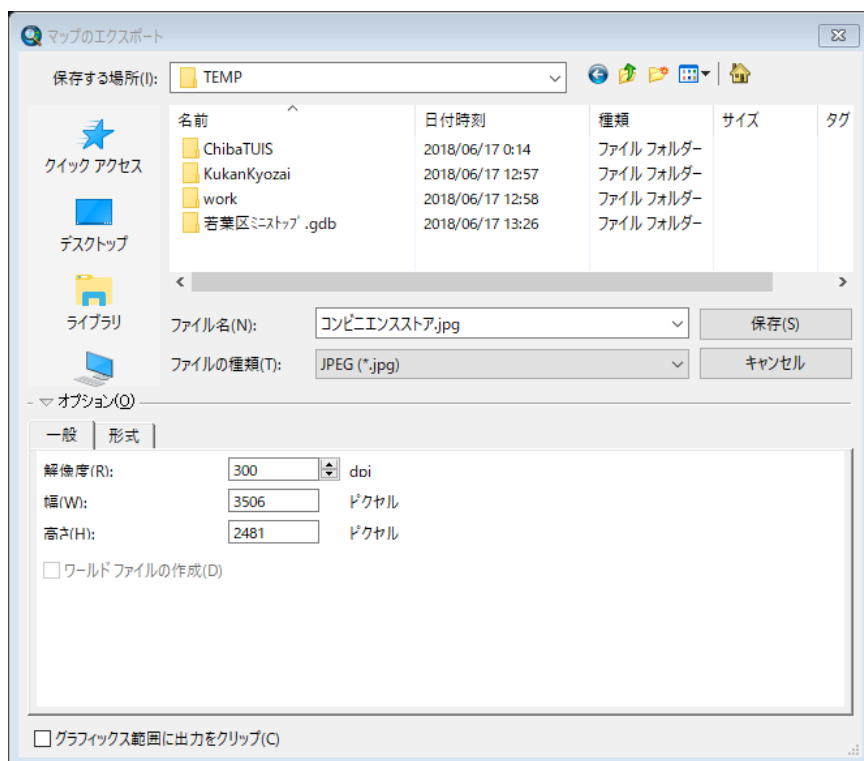 マップのエクスポート
保存する場所(I): TEMP
名前 日付時刻 種類 サイズ タグ
ChibaTUIS 2018/06/17 0:14 ファイル フォルダー
KukanKyozai 2018/06/17 12:57 ファイル フォルダー
work 2018/06/17 12:58 ファイル フォルダー
若葉区ﾐﾆｽﾄｯﾌﾟ.gdb 2018/06/17 13:26 ファイル フォルダー
クイック アクセス
デスクトップ
ライブラリ
ファイル名(N): コンビニエンスストア.jpg 保存(S)
ファイルの種類(T): JPEG (*.jpg) キャンセル
オプション(O)
一般 形式
解像度(R): 300 dpi
幅(W): 3506 ピクセル
高さ(H): 2481 ピクセル
ワールド ファイルの作成(D)
グラフィックス範囲に出力をクリップ(C)